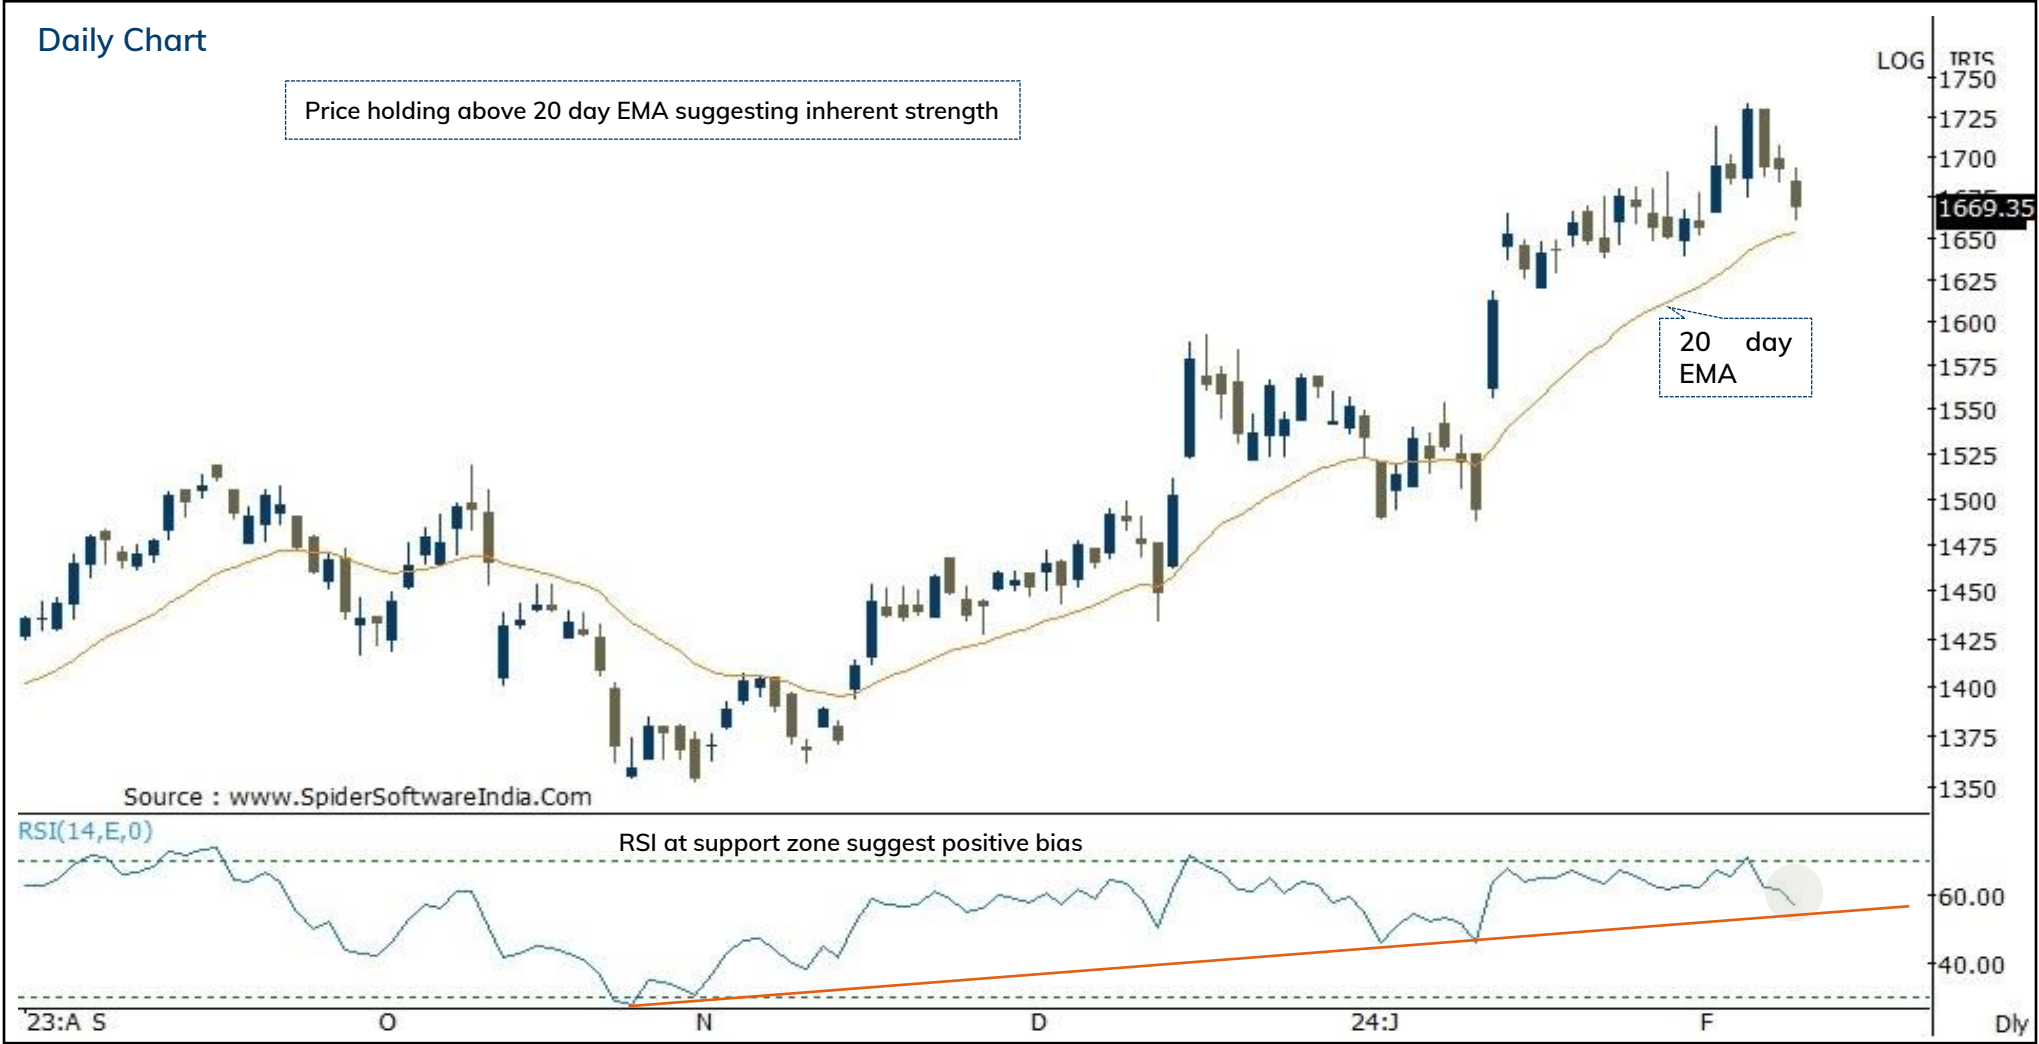 Daily Chart
LOG
Price holding above 20 day EMA suggesting inherent strength
1750
1725
1700
1669.35
1650
1625
1600
1575
1550
1525
1500
1475
1450
1425
1400
1375
1350
20 day
EMA
Source : www.SpiderSoftwareIndia.Com
RSI(14,E,0)
RSI at support zone suggest positive bias
60.00
40.00
23:A S O N D 24:J F Dly